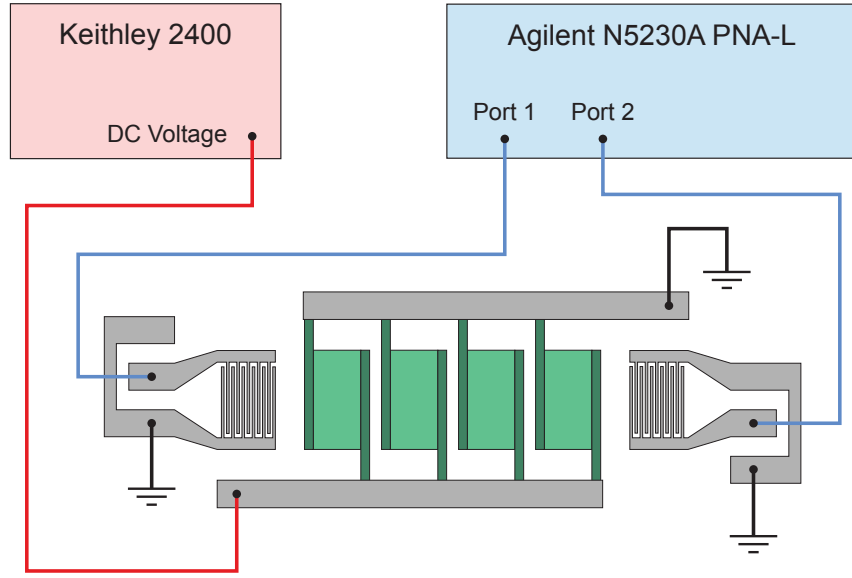 Keithley 2400
DC Voltage
Agilent N5230A PNA-L
Port 1 Port 2